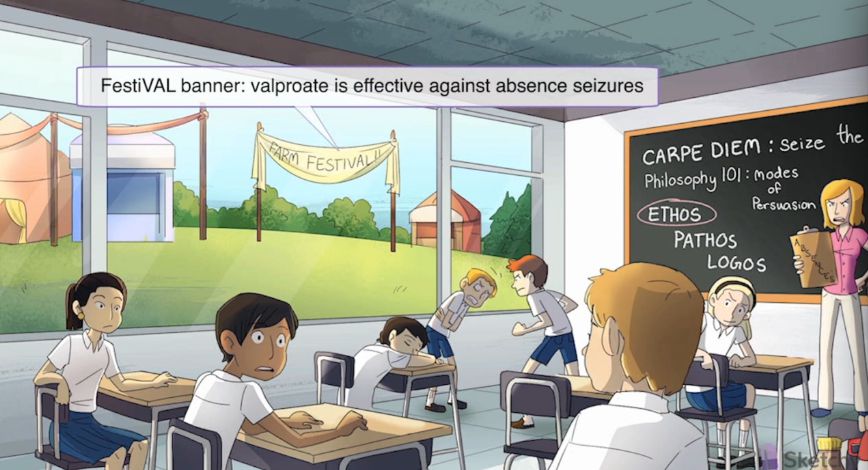 FestiVAL banner: valproate is effective against absence seizures
FARM FESTIVAL!!
CARPE DIEM : Seize the
Philosophy 101 : modes
of
Persuasion
ETHOS
PATHOS
LOGOS
ABSENCES